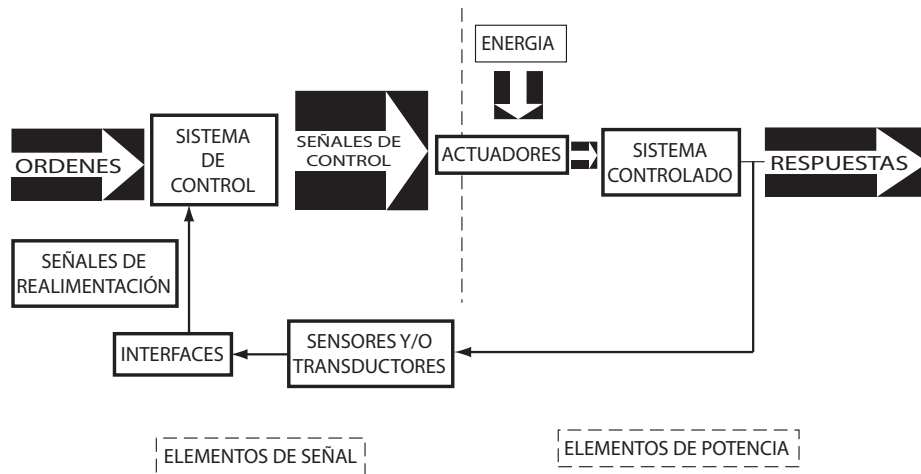 ENERGIA
ORDENES
SISTEMA
DE
CONTROL
SEÑALES DE
CONTROL
ACTUADORES
SISTEMA
CONTROLADO
RESPUESTAS
SEÑALES DE
REALIMENTACIÓN
INTERFACES
SENSORES Y/O
TRANSDUCTORES
ELEMENTOS DE SEÑAL
ELEMENTOS DE POTENCIA